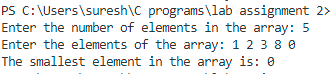 PS C:\Users\suresh\C programs\lab assignment 2>
Enter the number of elements in the array: 5
Enter the elements of the array: 1 2 3 8 0
The smallest element in the array is: 0